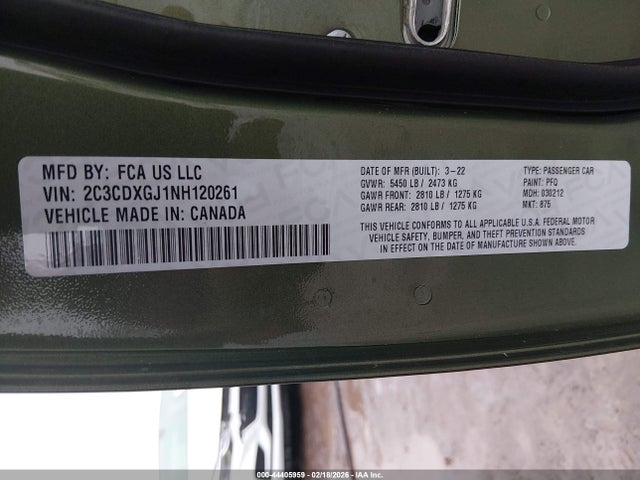 MFD BY: FCA US LLC
VIN: 2C3CDXGJ1NH120261
VEHICLE MADE IN: CANADA
DATE OF MFR (BUILT): 3-22
GVWR: 5450 LB / 2473 KG
GAWR FRONT: 2810 LB / 1275 KG
GAWR REAR: 2810 LB / 1275 KG
TYPE: PASSENGER CAR
PAINT: PFQ
MDH: 030212
MKT: 875
THIS VEHICLE CONFORMS TO ALL APPLICABLE U.S.A. FEDERAL MOTOR
VEHICLE SAFETY, BUMPER, AND THEFT PREVENTION STANDARDS
IN EFFECT ON THE DATE OF MANUFACTURE SHOWN ABOVE.
000-44405959 - 02/18/2026 - IAA Inc.